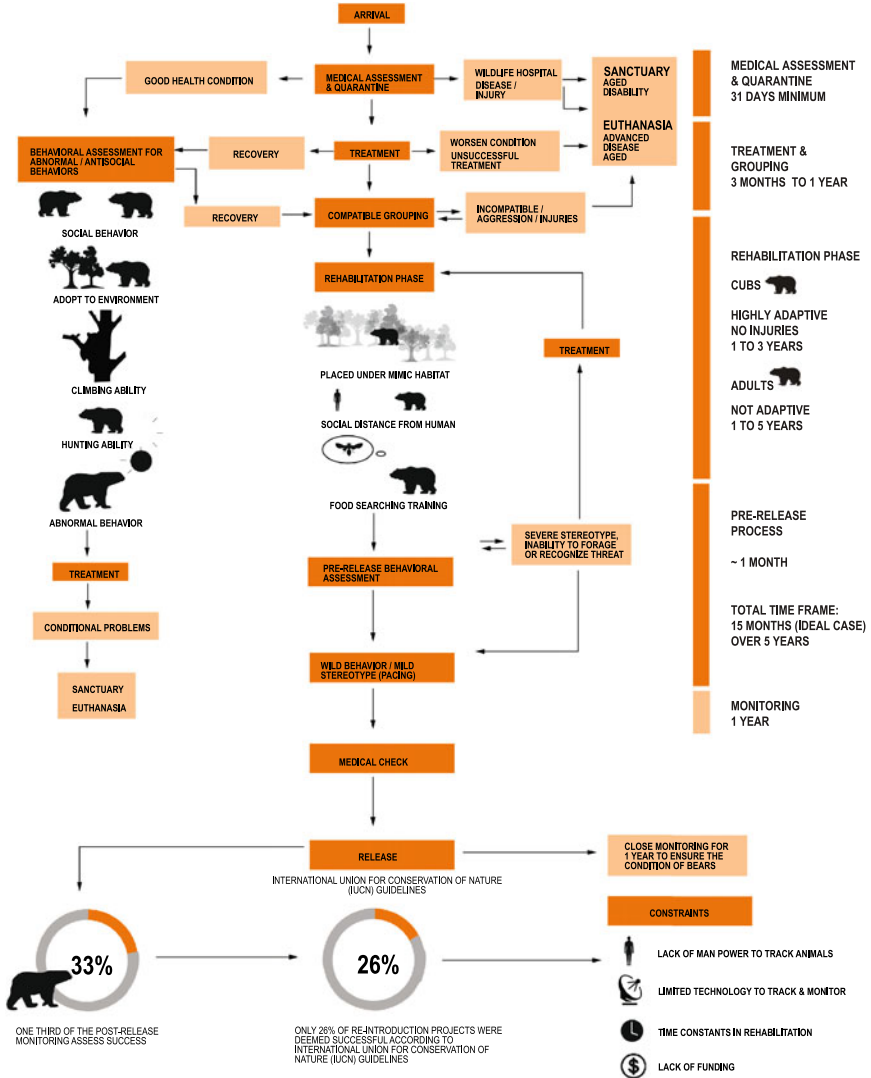 ARRIVAL
GOOD HEALTH CONDITION
MEDICAL ASSESSMENT
& QUARANTINE
WILDLIFE HOSPITAL
DISEASE /
INJURY
SANCTUARY
AGED
DISABILITY
EUTHANASIA
ADVANCED
DISEASE
AGED
BEHAVIORAL ASSESSMENT FOR
ABNORMAL / ANTISOCIAL
BEHAVIORS
RECOVERY
TREATMENT
WORSEN CONDITION
UNSUCCESSFUL
TREATMENT
RECOVERY
COMPATIBLE GROUPING
INCOMPATIBLE /
AGGRESSION / INJURIES
SOCIAL BEHAVIOR
ADOPT TO ENVIRONMENT
CLIMBING ABILITY
HUNTING ABILITY
ABNORMAL BEHAVIOR
TREATMENT
CONDITIONAL PROBLEMS
SANCTUARY
EUTHANASIA
REHABILITATION PHASE
PLACED UNDER MIMIC HABITAT
SOCIAL DISTANCE FROM HUMAN
FOOD SEARCHING TRAINING
TREATMENT
PRE-RELEASE BEHAVIORAL
ASSESSMENT
SEVERE STEREOTYPE,
INABILITY TO FORAGE
OR RECOGNIZE THREAT
WILD BEHAVIOR / MILD
STEREOTYPE (PACING)
MEDICAL CHECK
RELEASE
INTERNATIONAL UNION FOR CONSERVATION OF NATURE
(IUCN) GUIDELINES
CLOSE MONITORING FOR
1 YEAR TO ENSURE THE
CONDITION OF BEARS
MEDICAL ASSESSMENT
& QUARANTINE
31 DAYS MINIMUM
TREATMENT &
GROUPING
3 MONTHS TO 1 YEAR
REHABILITATION PHASE
CUBS
HIGHLY ADAPTIVE
NO INJURIES
1 TO 3 YEARS
ADULTS
NOT ADAPTIVE
1 TO 5 YEARS
PRE-RELEASE
PROCESS
~ 1 MONTH
TOTAL TIME FRAME:
15 MONTHS (IDEAL CASE)
OVER 5 YEARS
MONITORING
1 YEAR
33%
ONE THIRD OF THE POST-RELEASE
MONITORING ASSESS SUCCESS
26%
ONLY 26% OF RE-INTRODUCTION PROJECTS WERE
DEEMED SUCCESSFUL ACCORDING TO
INTERNATIONAL UNION FOR CONSERVATION OF
NATURE (IUCN) GUIDELINES
CONSTRAINTS
LACK OF MAN POWER TO TRACK ANIMALS
LIMITED TECHNOLOGY TO TRACK & MONITOR
TIME CONSTANTS IN REHABILITATION
$
LACK OF FUNDING